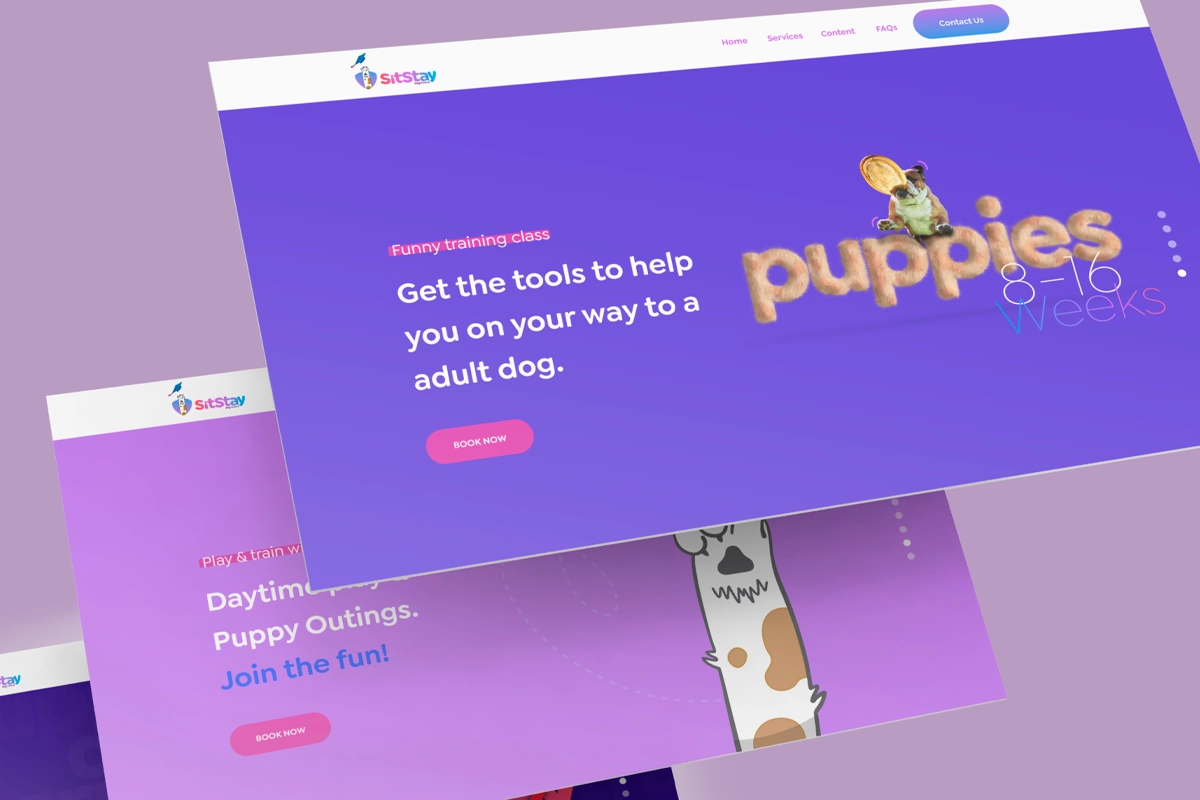 SitStay
Home
Services
Content
FAQs
Contact Us
Funny training class
Get the tools to help
you on your way to a
adult dog.
BOOK NOW
puppies
8-16
Weeks
SitStay
Play & train
Daytime
Puppy Outings.
Join the fun!
BOOK NOW
tay